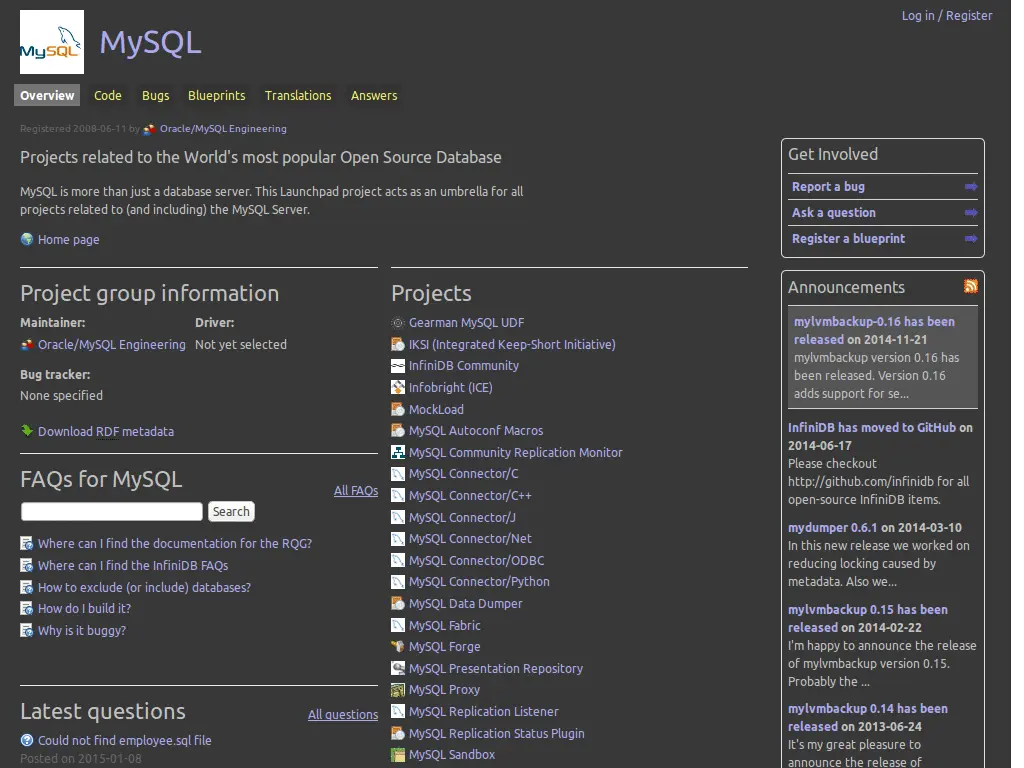 MySQL
MySQL
Log in / Register
Overview Code Bugs Blueprints Translations Answers
Registered 2008-06-11 by Oracle/MySQL Engineering
Projects related to the World's most popular Open Source Database
MySQL is more than just a database server. This Launchpad project acts as an umbrella for all
projects related to (and including) the MySQL Server.
Home page
Project group information
Maintainer: Driver:
Oracle/MySQL Engineering Not yet selected
Bug tracker:
None specified
Download RDF metadata
FAQs for MySQL
All FAQs
Search
Where can I find the documentation for the RQG?
Where can I find the InfiniDB FAQs
How to exclude (or include) databases?
How do I build it?
Why is it buggy?
Latest questions
All questions
Could not find employee.sql file
Posted on 2015-01-08
Projects
Gearman MySQL UDF
IKSI (Integrated Keep-Short Initiative)
InfiniDB Community
Infobright (ICE)
MockLoad
MySQL Autoconf Macros
MySQL Community Replication Monitor
MySQL Connector/C
MySQL Connector/C++
MySQL Connector/J
MySQL Connector/Net
MySQL Connector/ODBC
MySQL Connector/Python
MySQL Data Dumper
MySQL Fabric
MySQL Forge
MySQL Presentation Repository
MySQL Proxy
MySQL Replication Listener
MySQL Replication Status Plugin
MySQL Sandbox
Get Involved
Report a bug
Ask a question
Register a blueprint
Announcements
mylvmbackup-0.16 has been
released on 2014-11-21
mylvmbackup version 0.16 has
been released. Version 0.16
adds support for se...
InfiniDB has moved to GitHub on
2014-06-17
Please checkout
http://github.com/infinidb for all
open-source InfiniDB items.
mydumper 0.6.1 on 2014-03-10
In this new release we worked on
reducing locking caused by
metadata. Also we...
mylvmbackup 0.15 has been
released on 2014-02-22
I'm happy to announce the release
of mylvmbackup version 0.15.
Probably the ...
mylvmbackup 0.14 has been
released on 2013-06-24
It's my great pleasure to
announce the release of